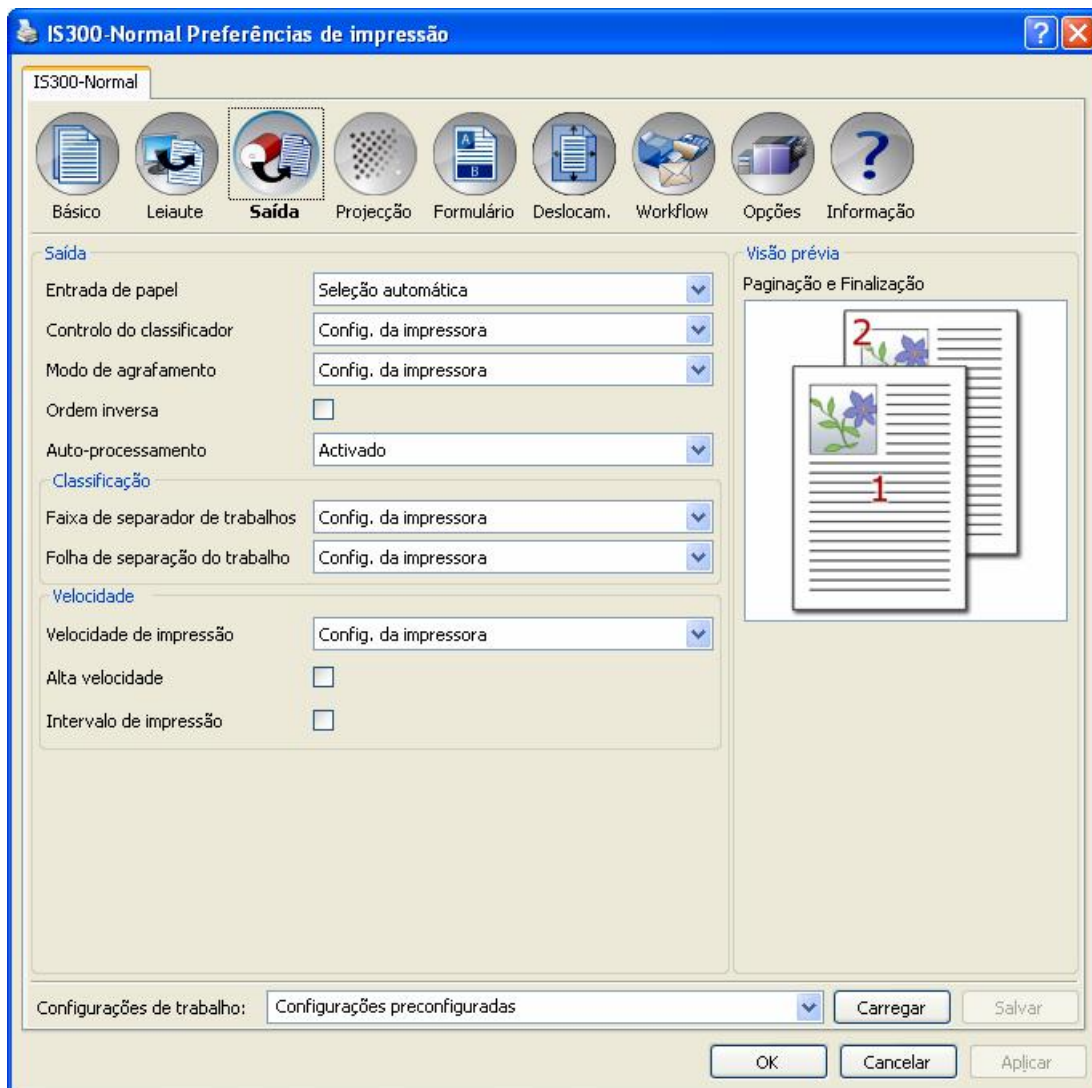 IS300-Normal Preferências de impressão
IS300-Normal
Básico Leiaute Saída Projecção Formulário Deslocam. Workflow Opções Informação
Saída
Entrada de papel Seleção automática
Controlo do classificador Config. da impressora
Modo de agrafamento Config. da impressora
Ordem inversa
Auto-processamento Activado
Classificação
Faixa de separador de trabalhos Config. da impressora
Folha de separação do trabalho Config. da impressora
Velocidade
Velocidade de impressão Config. da impressora
Alta velocidade
Intervalo de impressão
Visão prévia
Paginação e Finalização
2
1
Configurações de trabalho: Configurações preconfiguradas Carregar Salvar
OK Cancelar Aplicar